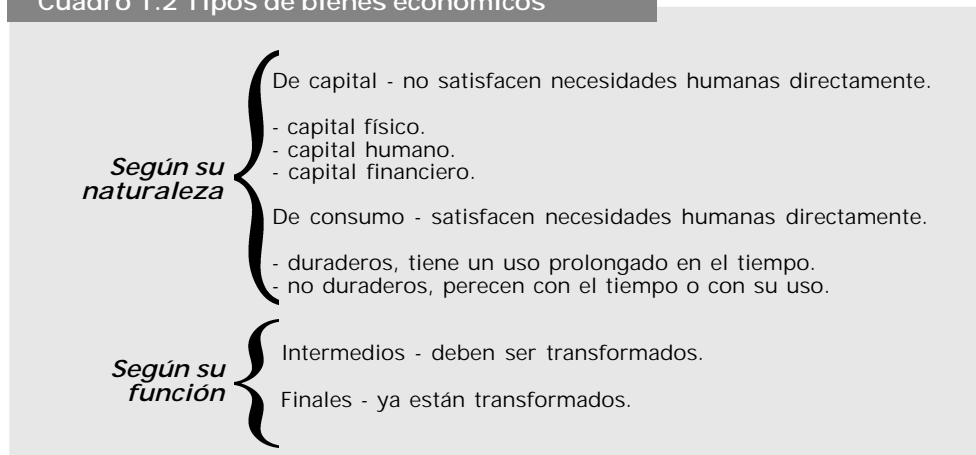 Cuadro 1.2 Tipos de bienes económicos
De capital - no satisfacen necesidades humanas directamente.
- capital físico.
- capital humano.
- capital financiero.
Según su
naturaleza
De consumo - satisfacen necesidades humanas directamente.
- duraderos, tiene un uso prolongado en el tiempo.
- no duraderos, perecen con el tiempo o con su uso.
Según su
función
Intermedios - deben ser transformados.
Finales - ya están transformados.